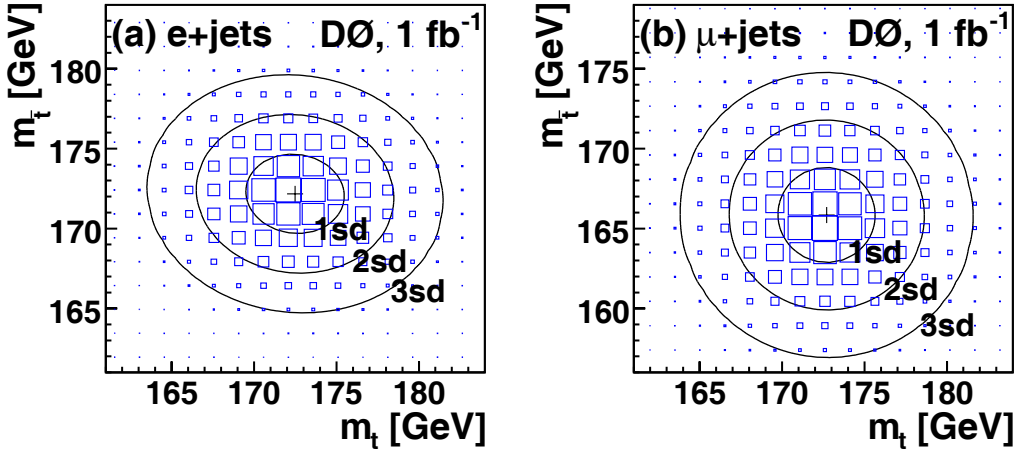 (a) e+jets DØ, 1 fb⁻¹
m_t̄ [GeV]
180
175
170
165
1sd
2sd
3sd
165 170 175 180
m_t [GeV]
(b) μ+jets DØ, 1 fb⁻¹
m_t̄ [GeV]
175
170
165
160
1sd
2sd
3sd
165 170 175 180
m_t [GeV]